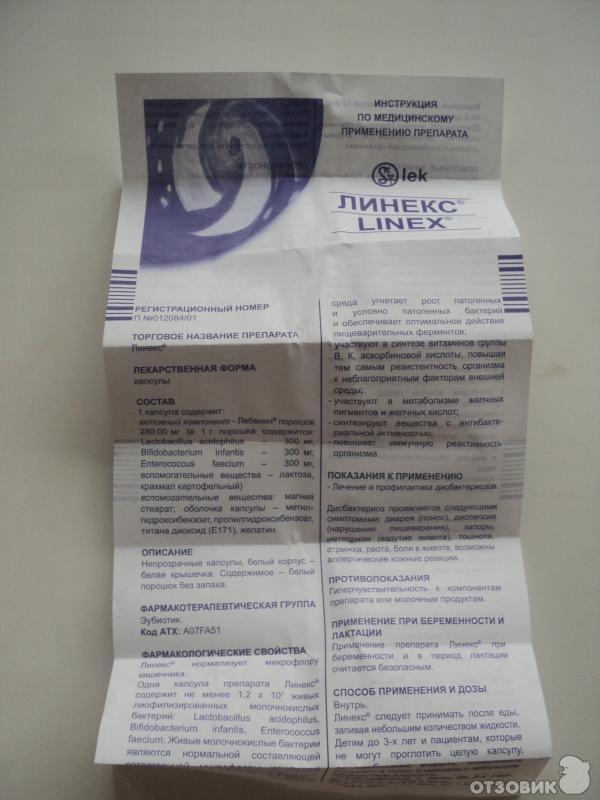 ИНСТРУКЦИЯ
ПО МЕДИЦИНСКОМУ
ПРИМЕНЕНИЮ ПРЕПАРАТА
lek
ЛИНЕКС®
LINEX®
РЕГИСТРАЦИОННЫЙ НОМЕР
П №012084/01
ТОРГОВОЕ НАЗВАНИЕ ПРЕПАРАТА
Линекс®
ЛЕКАРСТВЕННАЯ ФОРМА
капсулы
СОСТАВ
1 капсула содержит:
активный компонент - Лебенин® порошок
280,00 мг (в 1 г порошка содержится:
Lactobacillus acidophilus – 300 мг,
Bifidobacterium infantis – 300 мг,
Enterococcus faecium – 300 мг,
вспомогательные вещества – лактоза,
крахмал картофельный)
вспомогательные вещества: магния
стеарат; оболочка капсулы – метил-
гидроксибензоат, пропилгидроксибензоат,
титана диоксид (Е171), желатин.
ОПИСАНИЕ
Непрозрачные капсулы, белый корпус –
белая крышечка. Содержимое – белый
порошок без запаха.
ФАРМАКОТЕРАПЕВТИЧЕСКАЯ ГРУППА
Эубиотик.
Код АТХ: A07FA51
ФАРМАКОЛОГИЧЕСКИЕ СВОЙСТВА
Линекс® нормализует микрофлору
кишечника.
Одна капсула препарата Линекс®
содержит не менее 1,2 x 10⁷ живых
лиофилизированных молочнокислых
бактерий: Lactobacillus acidophilus,
Bifidobacterium infantis, Enterococcus
faecium. Живые молочнокислые бактерии
являются нормальной составляющей
естественной микрофлоры
среда угнетает рост патогенных
и условно патогенных бактерий
и обеспечивает оптимальное действие
пищеварительных ферментов;
- участвуют в синтезе витаминов группы
В, К, аскорбиновой кислоты, повышая
тем самым резистентность организма
к неблагоприятным факторам внешней
среды;
- участвуют в метаболизме желчных
пигментов и желчных кислот;
- синтезируют вещества с антибакте-
риальной активностью;
- повышает иммунную реактивность
организма.
ПОКАЗАНИЯ К ПРИМЕНЕНИЮ
- Лечение и профилактика дисбактериозов.
Дисбактериоз проявляется следующими
симптомами: диарея (понос), диспепсия
(нарушение пищеварения), запоры,
метеоризм (вздутие живота), тошнота,
отрыжка, рвота, боли в животе, возможны
аллергические кожные реакции.
ПРОТИВОПОКАЗАНИЯ
Гиперчувствительность к компонентам
препарата или молочным продуктам.
ПРИМЕНЕНИЕ ПРИ БЕРЕМЕННОСТИ И
ЛАКТАЦИИ
Применение препарата Линекс® при
беременности и в период лактации
считается безопасным.
СПОСОБ ПРИМЕНЕНИЯ И ДОЗЫ
Внутрь.
Линекс® следует принимать после еды,
запивая небольшим количеством жидкости.
Детям до 3-х лет и пациентам, которые
не могут проглотить целую капсулу,
ОТЗОВИК